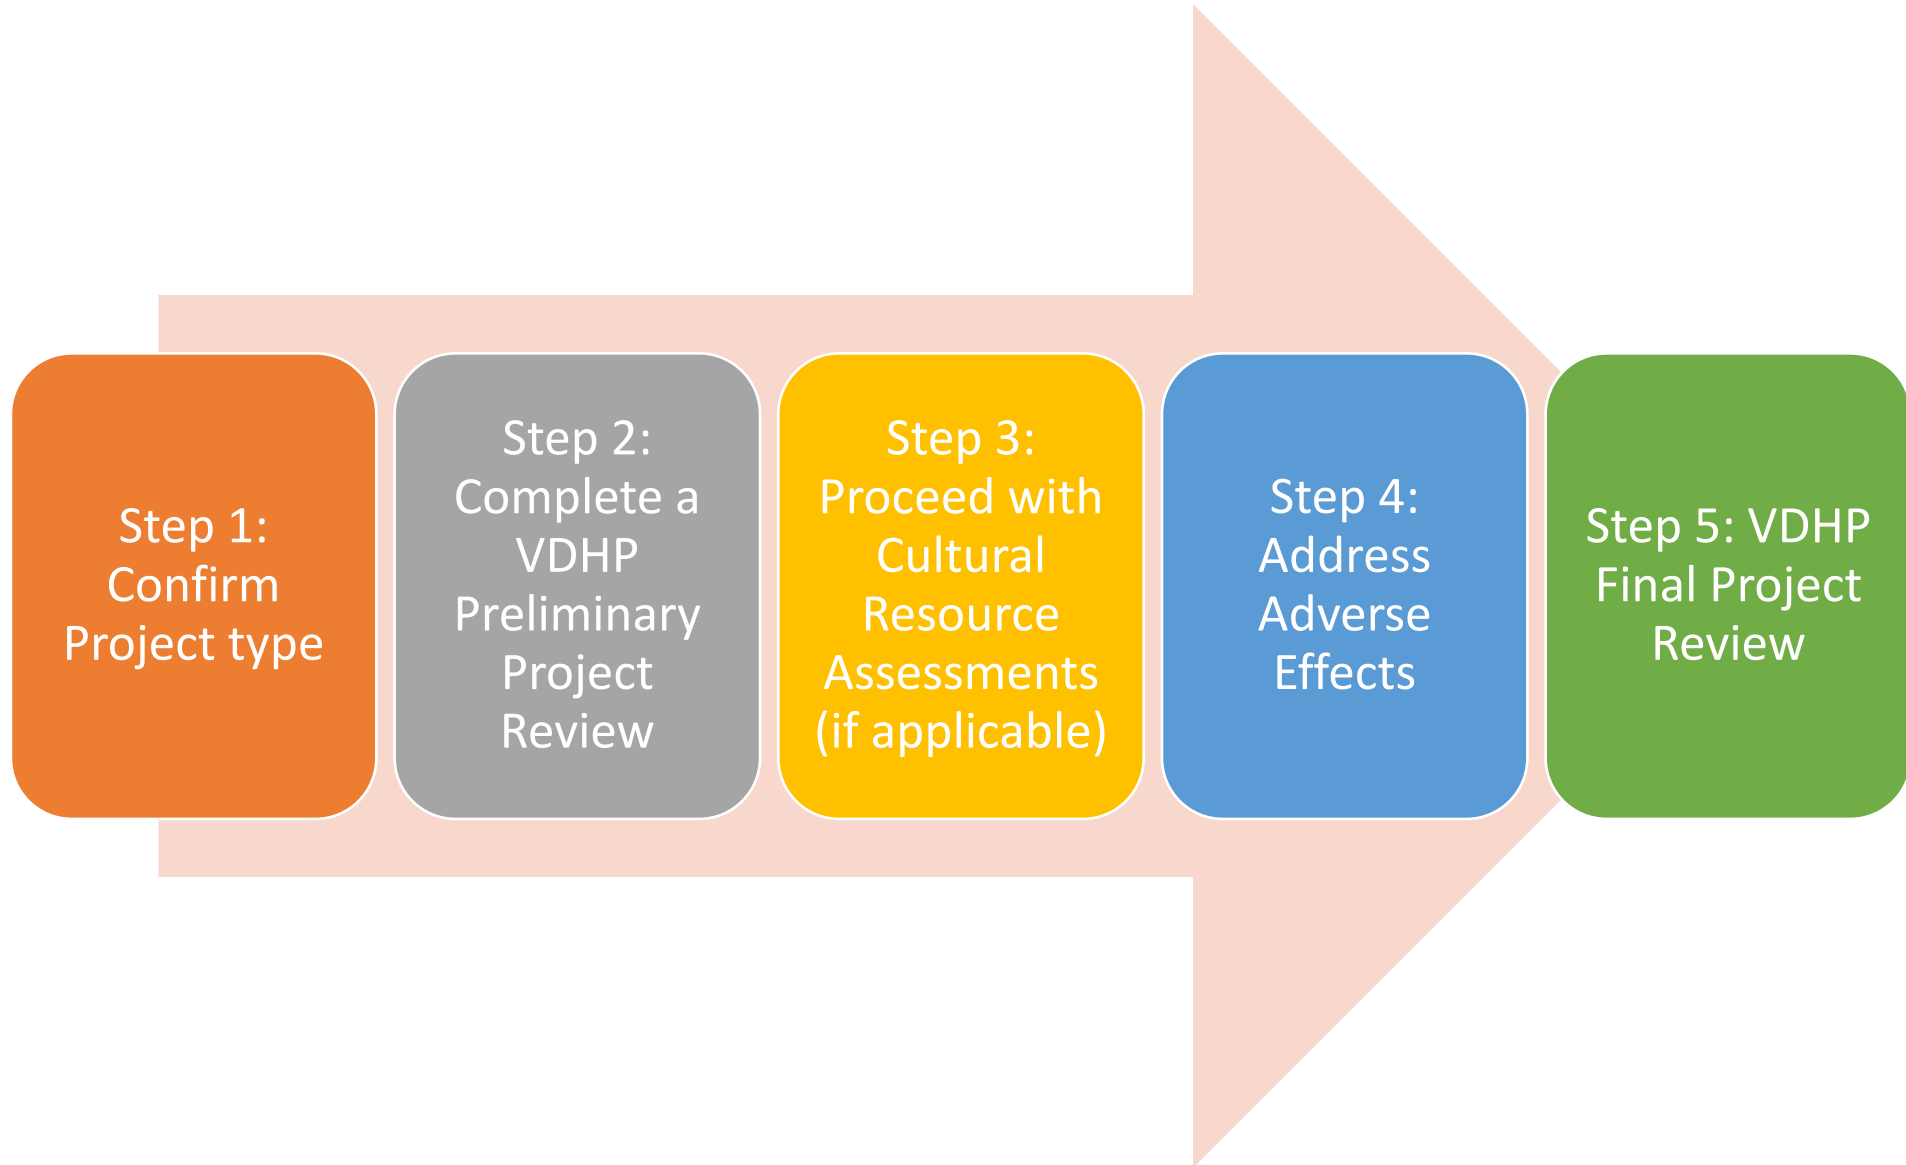 Step 1:
Confirm
Project type
Step 2:
Complete a
VDHP
Preliminary
Project
Review
Step 3:
Proceed with
Cultural
Resource
Assessments
(if applicable)
Step 4:
Address
Adverse
Effects
Step 5: VDHP
Final Project
Review